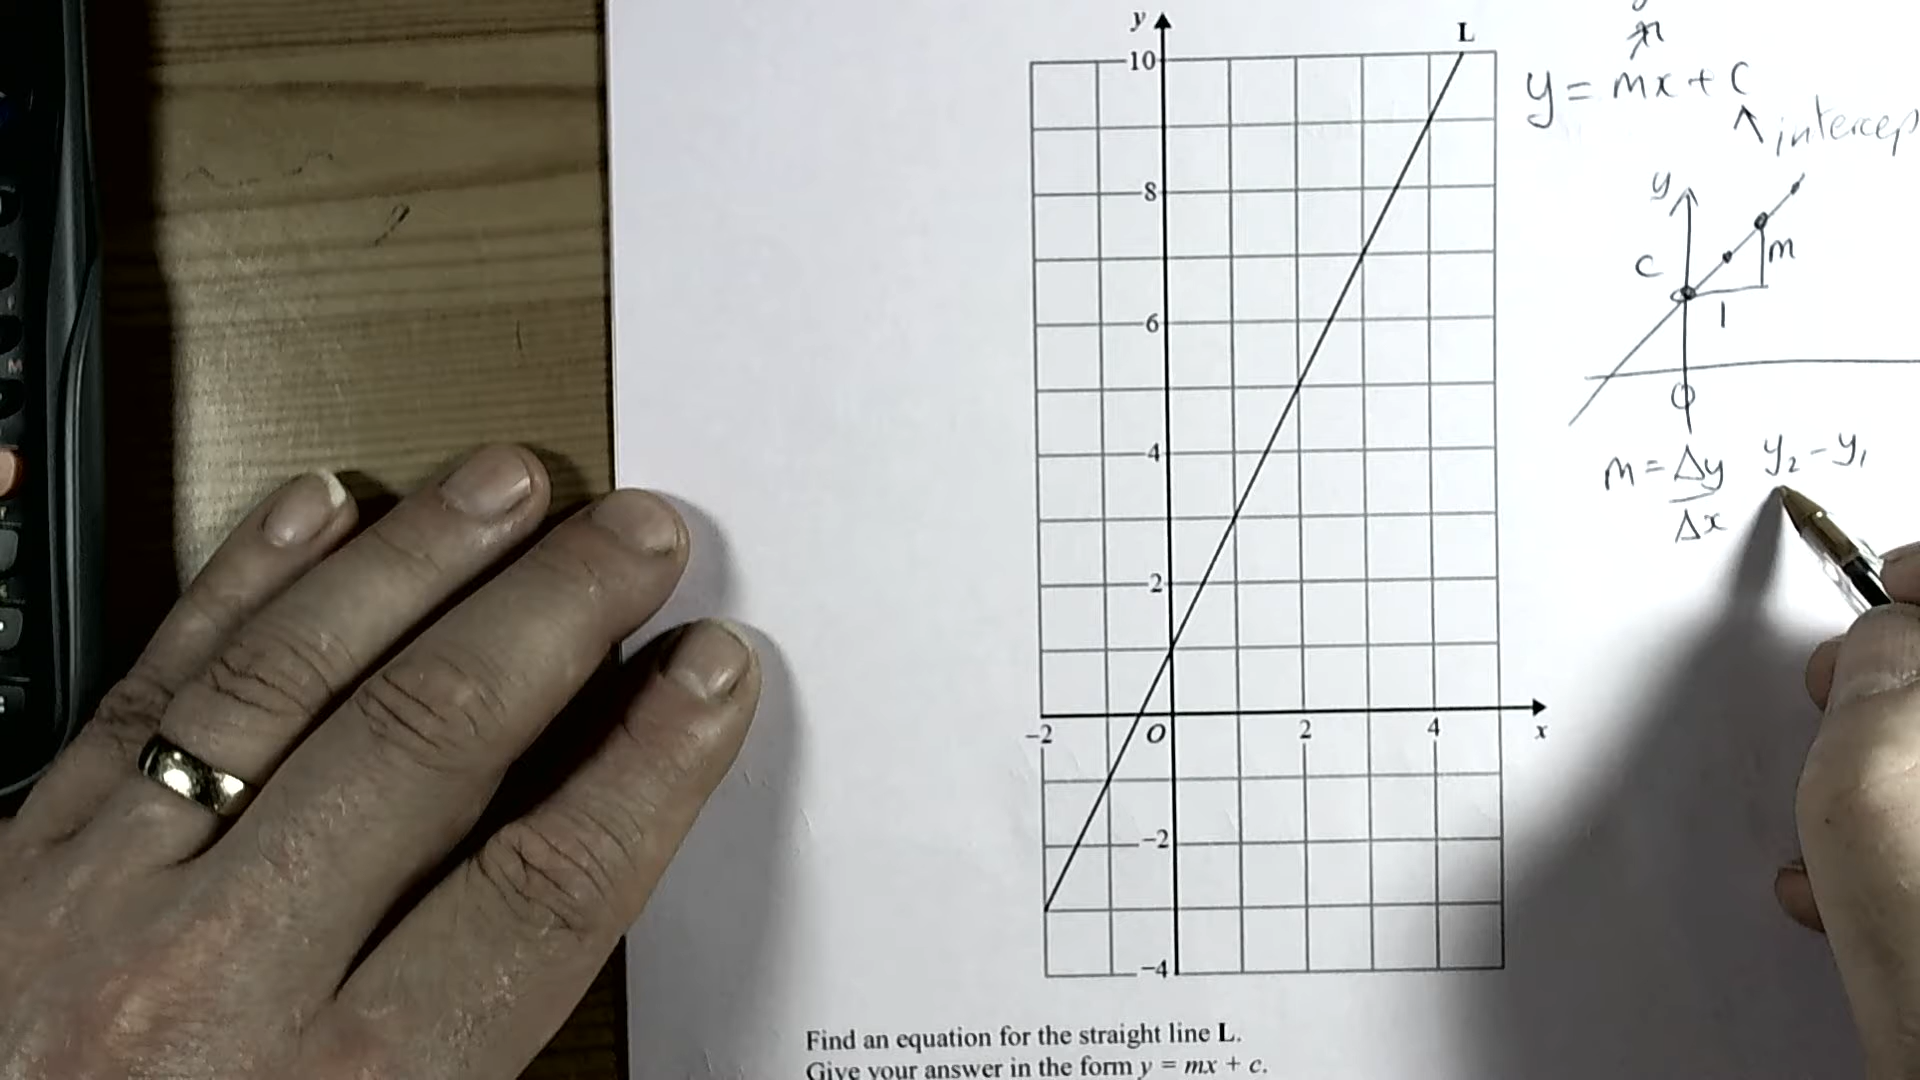 y
L
10
8
6
4
2
-2 O 2 4 x
-2
-4
y = mx + c
↑ intercep
y
c m
1
O
m = Δy y₂ - y₁
Δx
Find an equation for the straight line L.
Give your answer in the form y = mx + c.